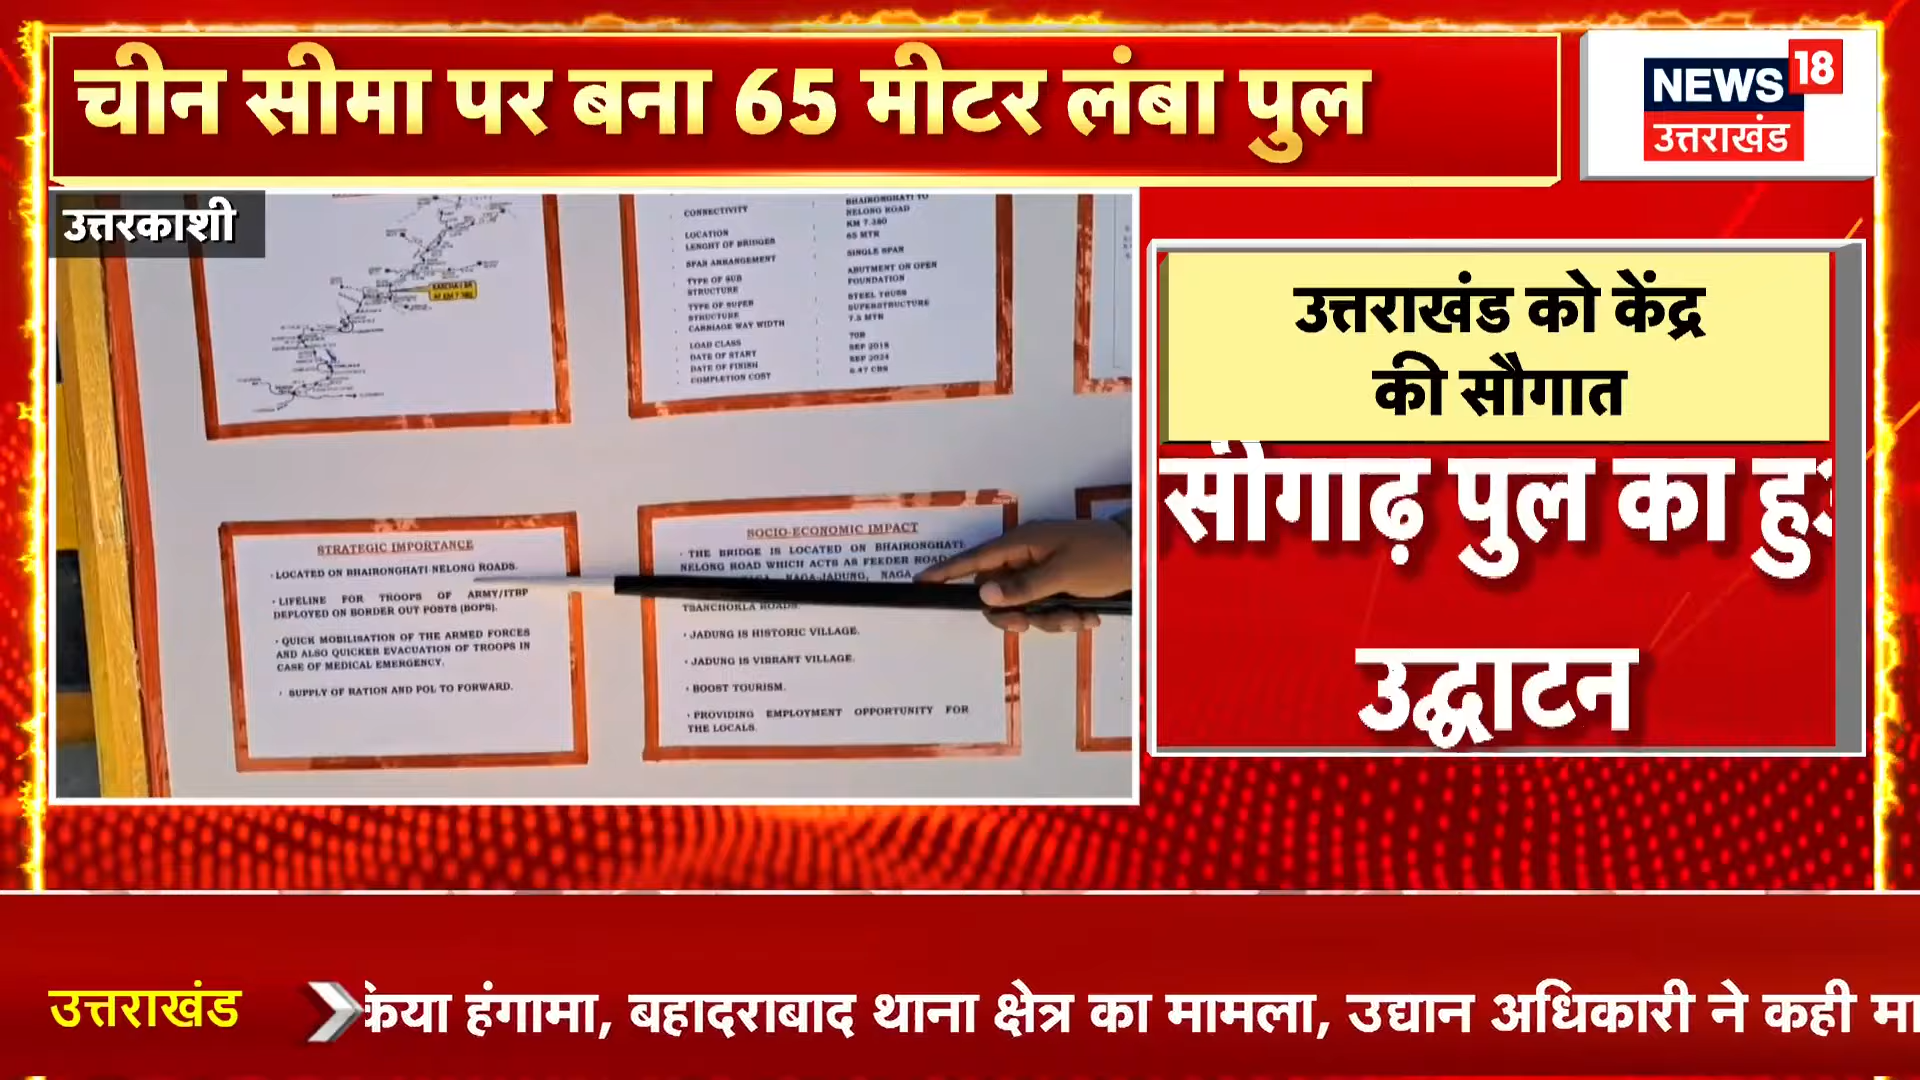 चीन सीमा पर बना 65 मीटर लंबा पुल
NEWS 18
उत्तराखंड
उत्तरकाशी
CONNECTIVITY : BHAIRONGHATI TO
NELONG ROAD
LOCATION : KM 7.380
LENGHT OF BRIDGES : 65 MTR
SPAN ARRANGEMENT : SINGLE SPAN
TYPE OF SUB STRUCTURE : ABUTMENT ON OPEN FOUNDATION
TYPE OF SUPER STRUCTURE : STEEL TRUSS SUPERSTRUCTURE
CARRIAGE WAY WIDTH : 7.5 MTR
LOAD CLASS : 70R
DATE OF START : SEP 2018
DATE OF FINISH : SEP 2024
COMPLETION COST
STRATEGIC IMPORTANCE
· LOCATED ON BHAIRONGHATI-NELONG ROADS.
· LIFELINE FOR TROOPS OF ARMY/ITBP
DEPLOYED ON BORDER OUT POSTS (BOPS).
· QUICK MOBILISATION OF THE ARMED FORCES
AND ALSO QUICKER EVACUATION OF TROOPS IN
CASE OF MEDICAL EMERGENCY.
· SUPPLY OF RATION AND POL TO FORWARD.
SOCIO-ECONOMIC IMPACT
· THE BRIDGE IS LOCATED ON BHAIRONGHATI-
NELONG ROAD WHICH ACTS AS FEEDER ROAD
NAGA-JADUNG, NAGA
TSANCHOKLA ROADS.
· JADUNG IS HISTORIC VILLAGE.
· JADUNG IS VIBRANT VILLAGE.
· BOOST TOURISM.
· PROVIDING EMPLOYMENT OPPORTUNITY FOR
THE LOCALS.
उत्तराखंड को केंद्र
की सौगात
पुल का
उद्घाटन
उत्तराखंड
हंगामा, बहादराबाद थाना क्षेत्र का मामला, उद्यान अधिकारी ने कही